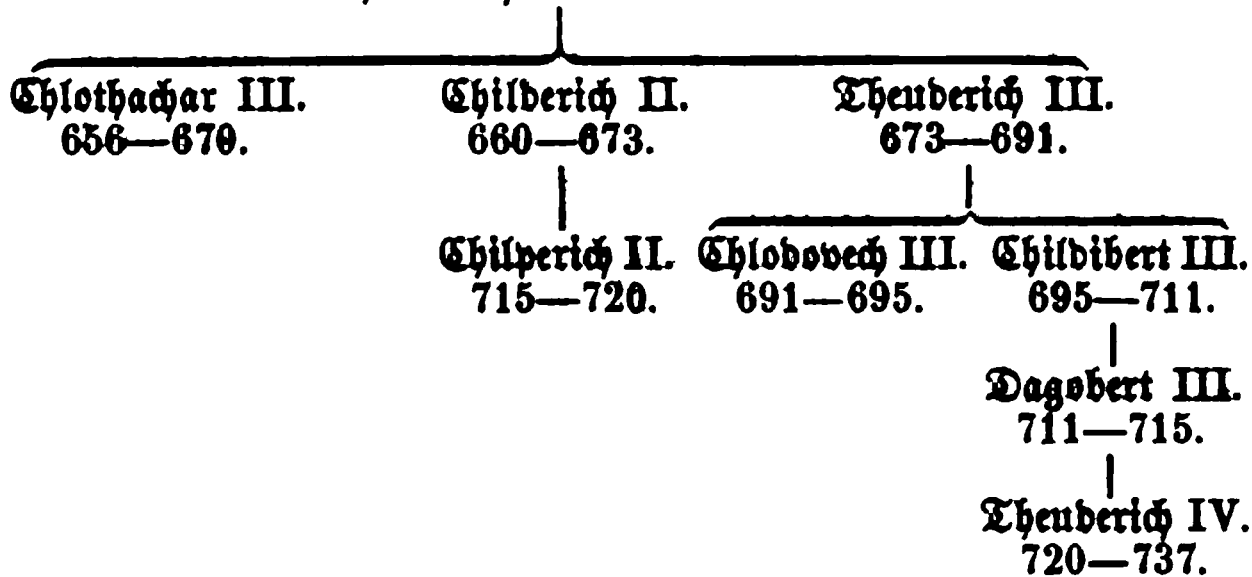 Chlothachar III. Childerich II. Theuderich III.
656—670. 660—673. 673—691.
Chilperich II. Chlodovech III. Childibert III.
715—720. 691—695. 695—711.
Dagobert III.
711—715.
Theuderich IV.
720—737.